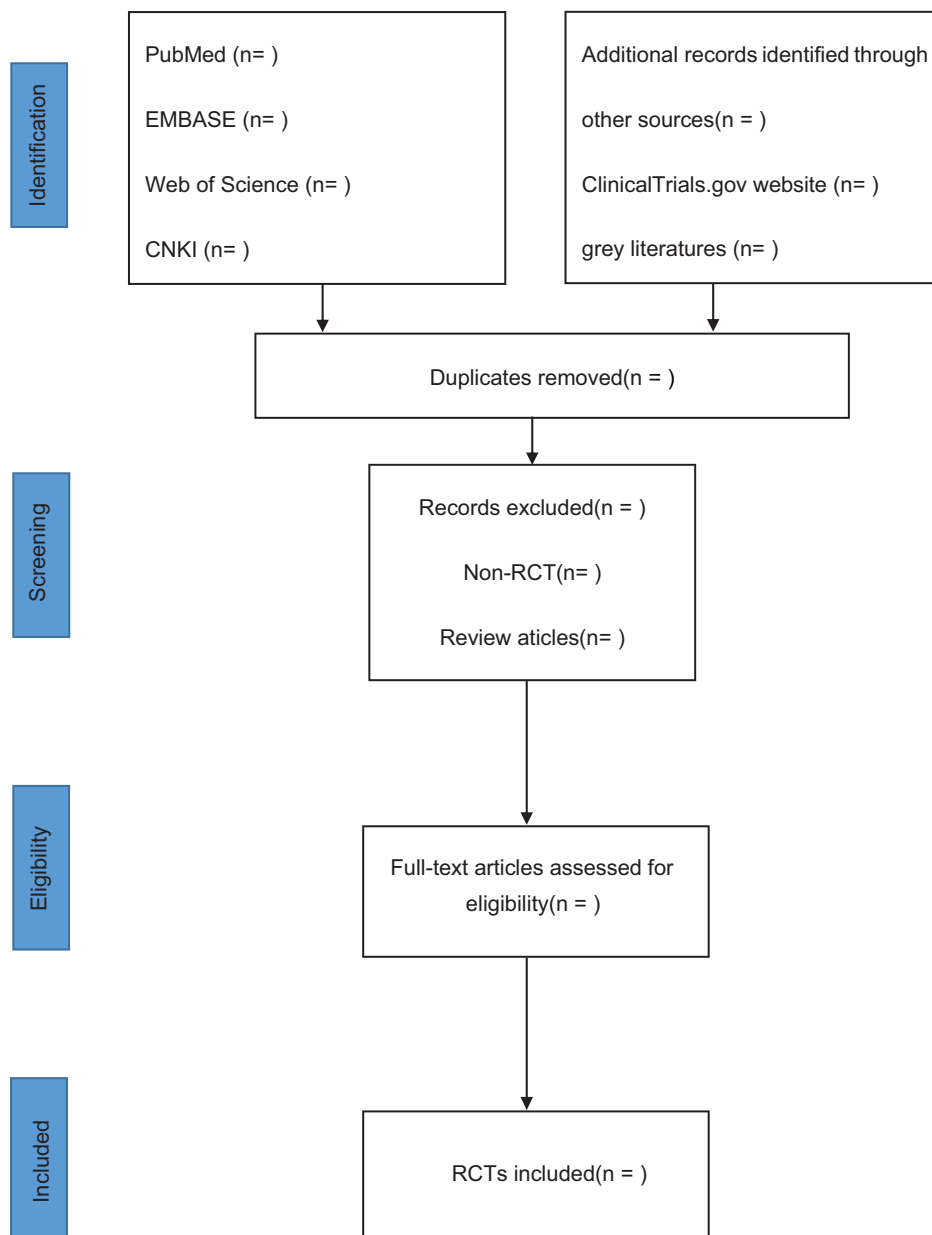 Identification
PubMed (n= )
EMBASE (n= )
Web of Science (n= )
CNKI (n= )
Additional records identified through
other sources(n = )
ClinicalTrials.gov website (n= )
grey literatures (n= )
Duplicates removed(n = )
Screening
Records excluded(n = )
Non-RCT(n= )
Review aticles(n= )
Eligibility
Full-text articles assessed for
eligibility(n = )
Included
RCTs included(n = )